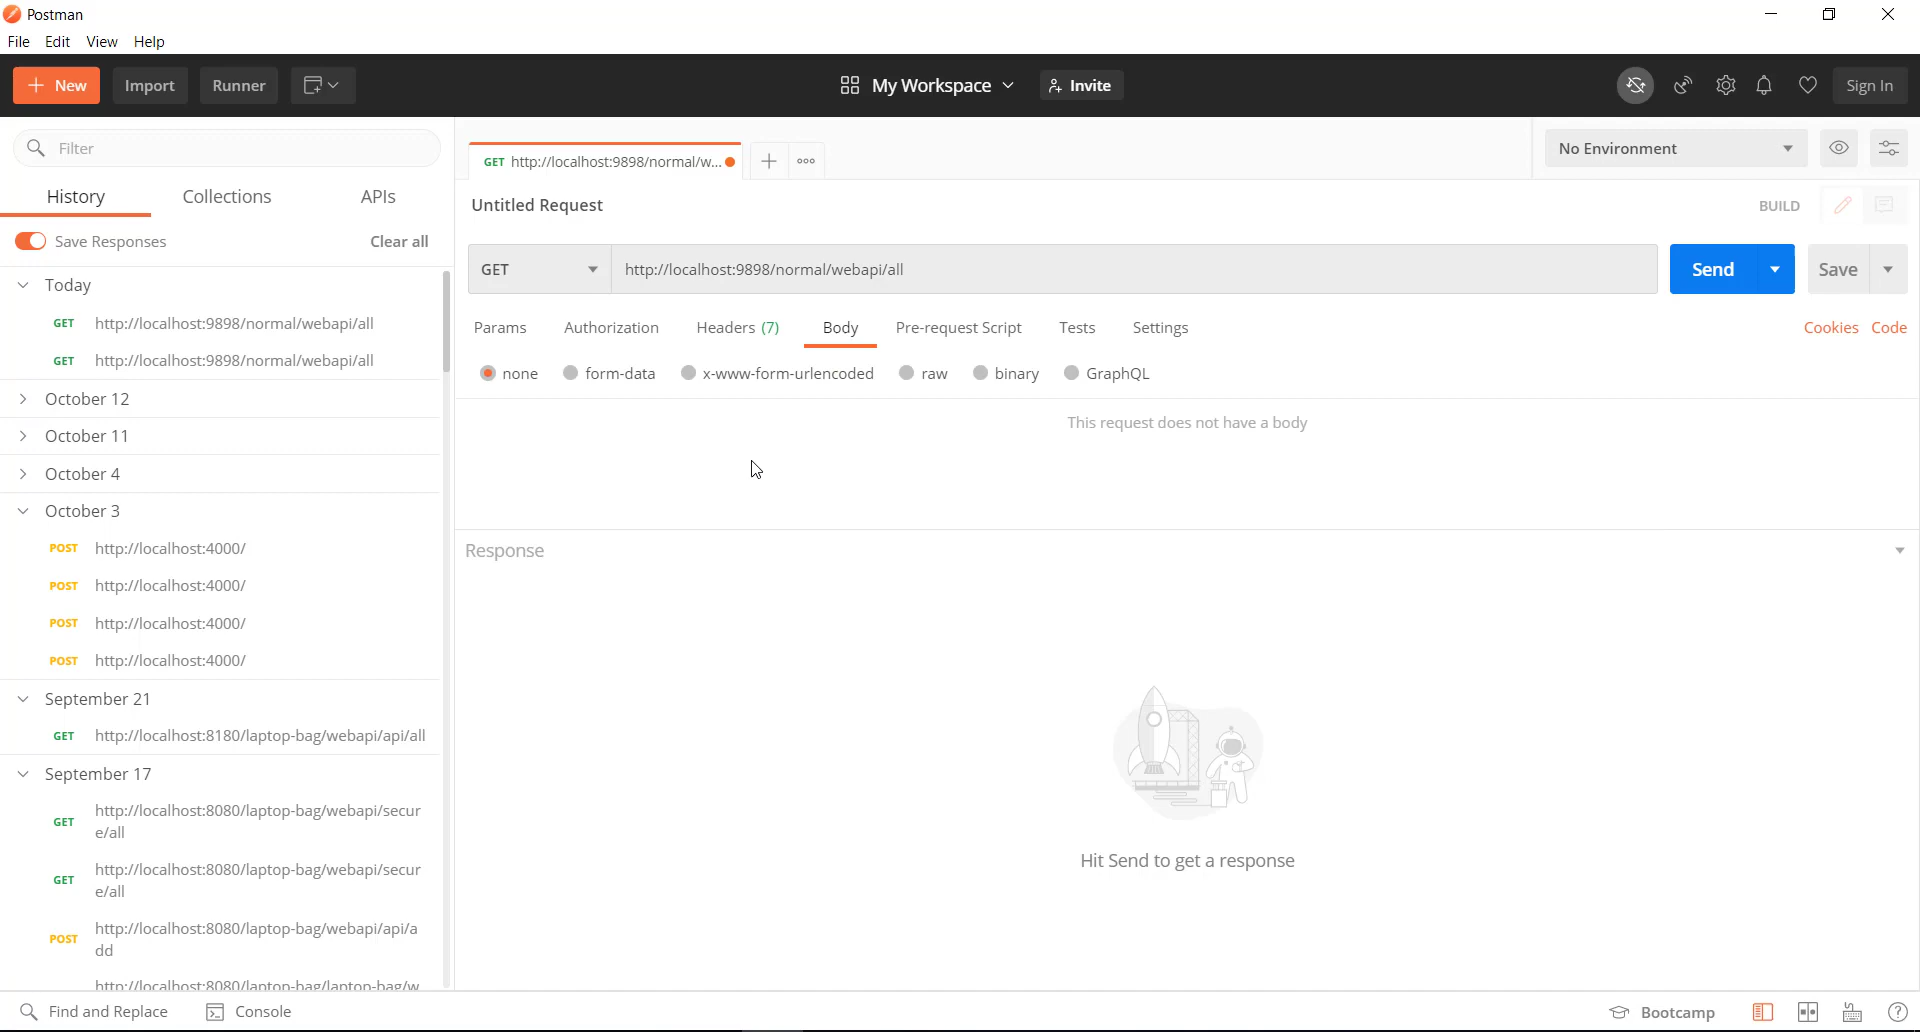 Postman
File Edit View Help
New Import Runner My Workspace Invite Sign In
Filter
History Collections APIs
Save Responses Clear all
Today
GET http://localhost:9898/normal/webapi/all
GET http://localhost:9898/normal/webapi/all
October 12
October 11
October 4
October 3
POST http://localhost:4000/
POST http://localhost:4000/
POST http://localhost:4000/
POST http://localhost:4000/
September 21
GET http://localhost:8180/laptop-bag/webapi/api/all
September 17
GET http://localhost:8080/laptop-bag/webapi/secur
e/all
GET http://localhost:8080/laptop-bag/webapi/secur
e/all
POST http://localhost:8080/laptop-bag/webapi/api/a
dd
http://localhost:8080/laptop-bag/laptop-bag/w
GET http://localhost:9898/normal/w... No Environment
Untitled Request BUILD
GET http://localhost:9898/normal/webapi/all Send Save
Params Authorization Headers (7) Body Pre-request Script Tests Settings Cookies Code
none form-data x-www-form-urlencoded raw binary GraphQL
This request does not have a body
Response
Hit Send to get a response
Find and Replace Console Bootcamp